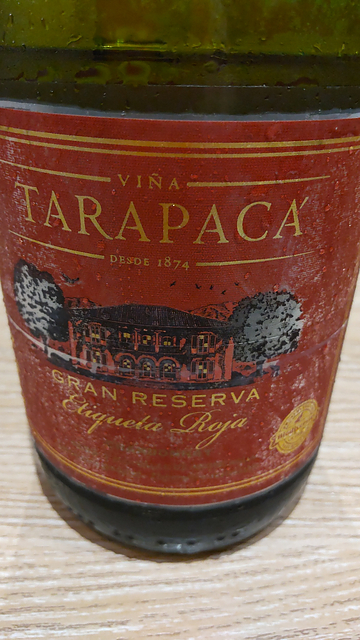 VIÑA
TARAPACÁ
DESDE 1874
GRAN RESERVA
Etiqueta Roja